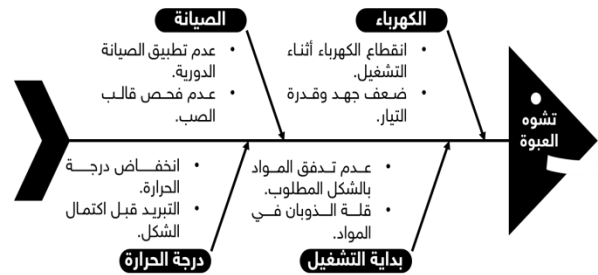 الكهرباء
• انقطاع الكهرباء أثناء
التشغيل.
• ضعف جهد وقدرة
التيار.
الصيانة
• عدم تطبيق الصيانة
الدورية.
• عدم فحص قالب
الصب.
تشوه
العبوة
• عدم تدفق المواد
بالشكل المطلوب.
• قلة الذوبان في
المواد.
بداية التشغيل
• انخفاض درجة
الحرارة.
• التبريد قبل اكتمال
الشكل.
درجة الحرارة